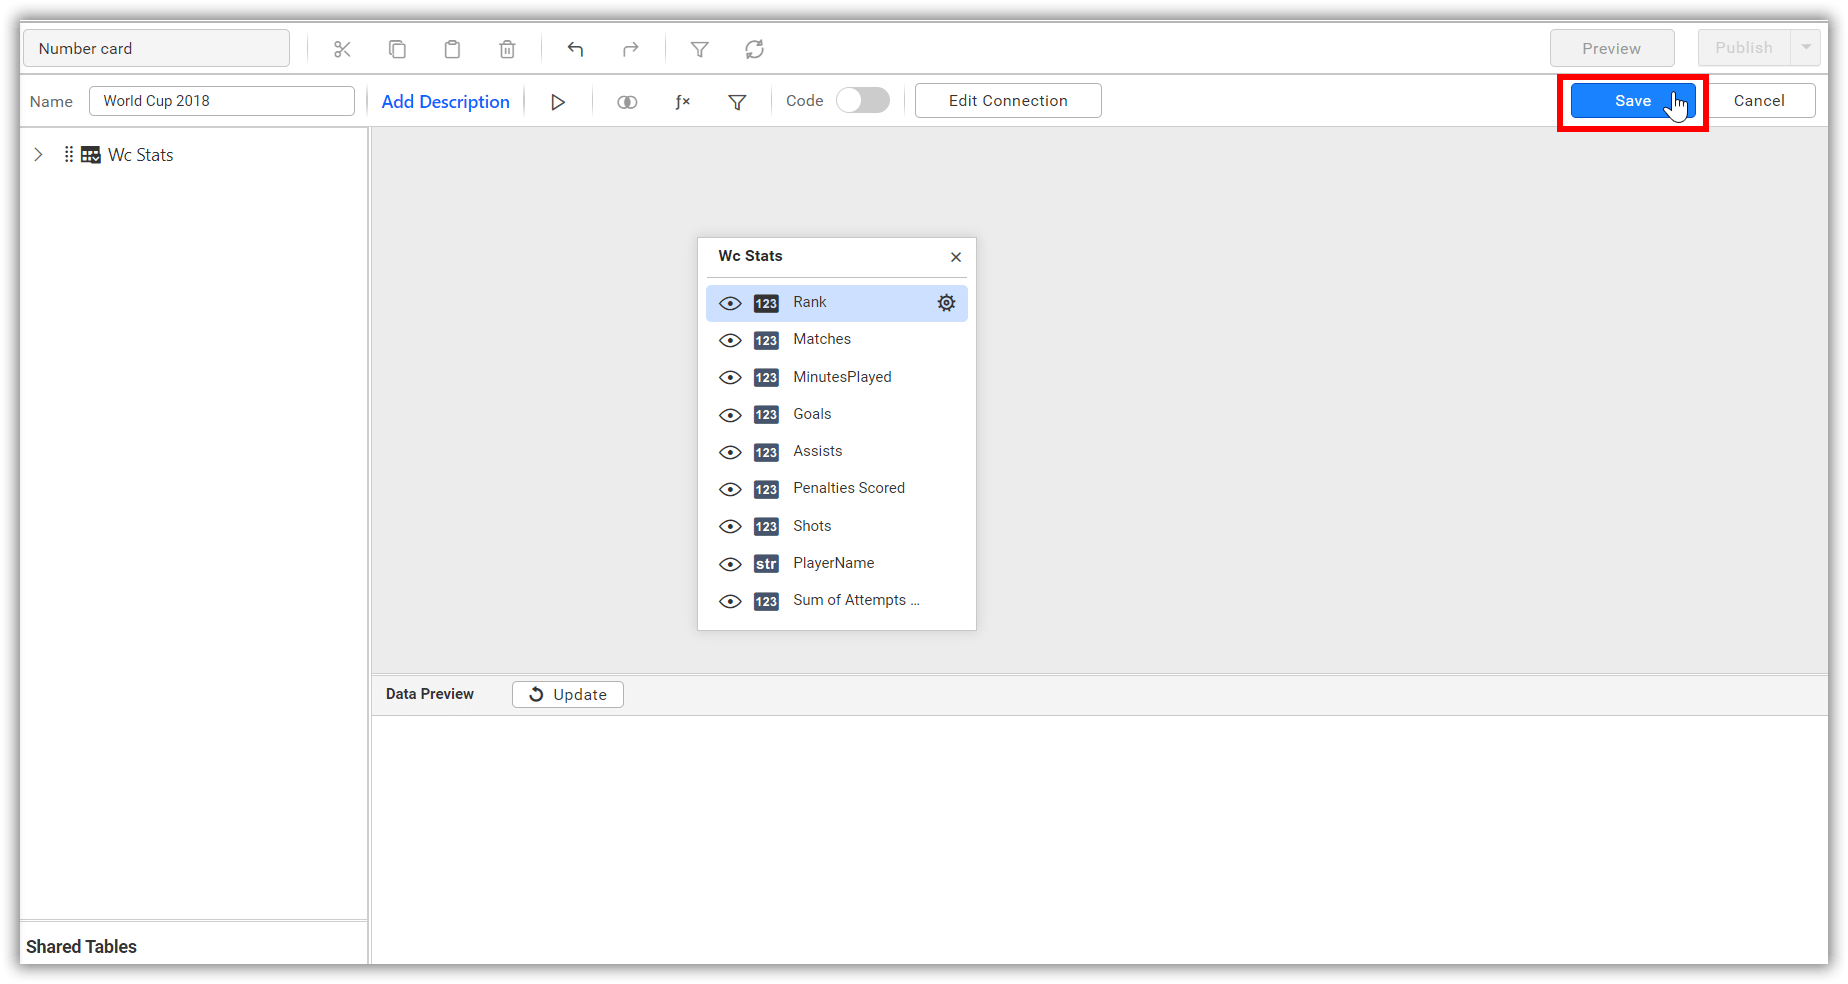 Number card
Preview
Publish
Name
World Cup 2018
Add Description
ƒx
Code
Edit Connection
Save
Cancel
Wc Stats
Wc Stats
123 Rank
123 Matches
123 MinutesPlayed
123 Goals
123 Assists
123 Penalties Scored
123 Shots
str PlayerName
123 Sum of Attempts ...
Data Preview
Update
Shared Tables